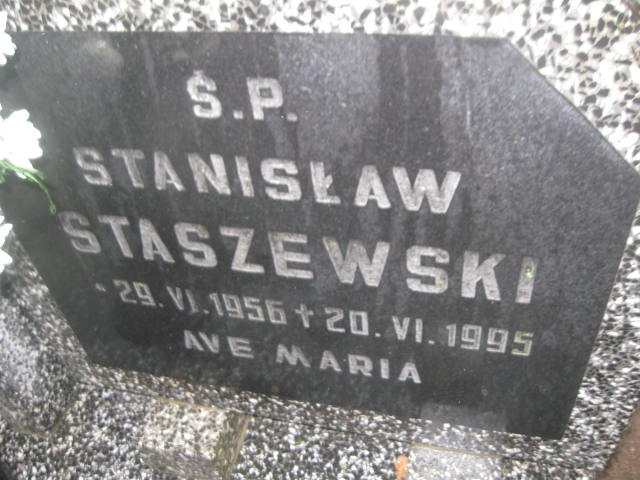 Ś.P.
STANISŁAW
STASZEWSKI
* 29. VI. 1956 ✝ 20. VI. 1995
AVE MARIA